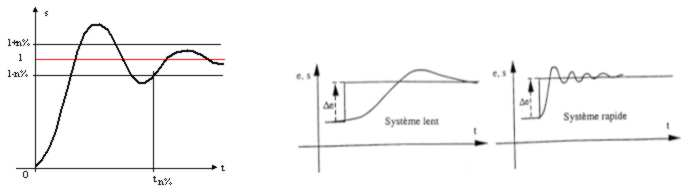 s
1+n%
1
1-n%
0
t
tn%
e, s
Δe
Système lent
t
e, s
Δe
Système rapide
t